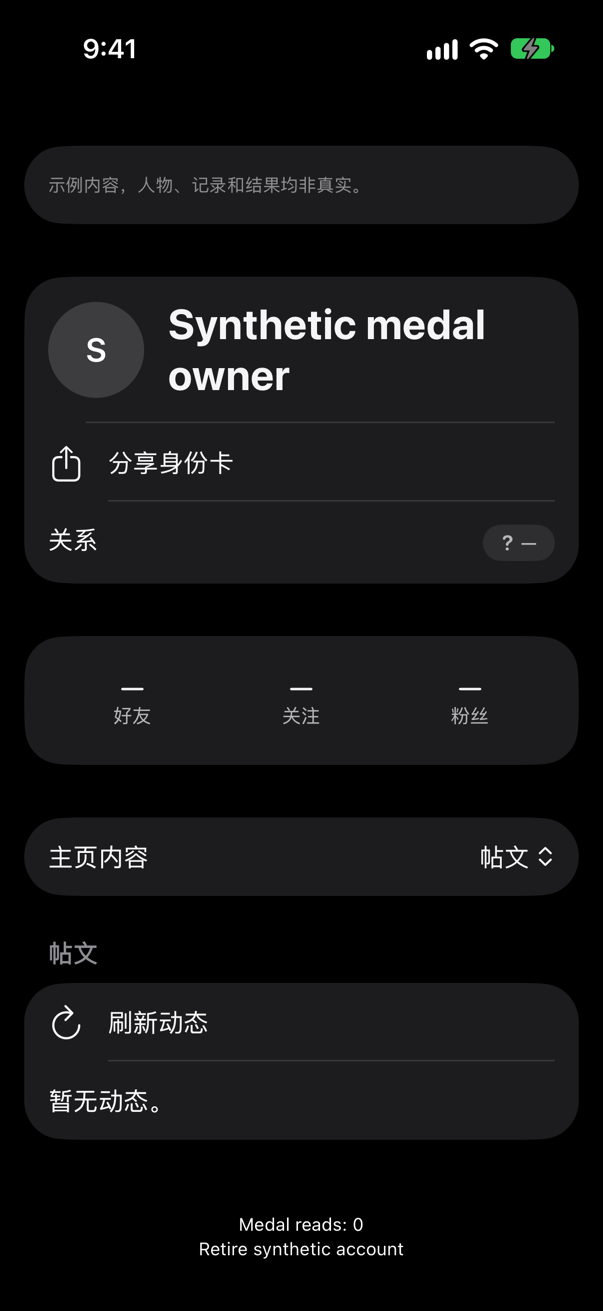 9:41
示例内容，人物、记录和结果均非真实。
S
Synthetic medal
owner
分享身份卡
关系
? —
— — —
好友 关注 粉丝
主页内容 帖文
帖文
刷新动态
暂无动态。
Medal reads: 0
Retire synthetic account